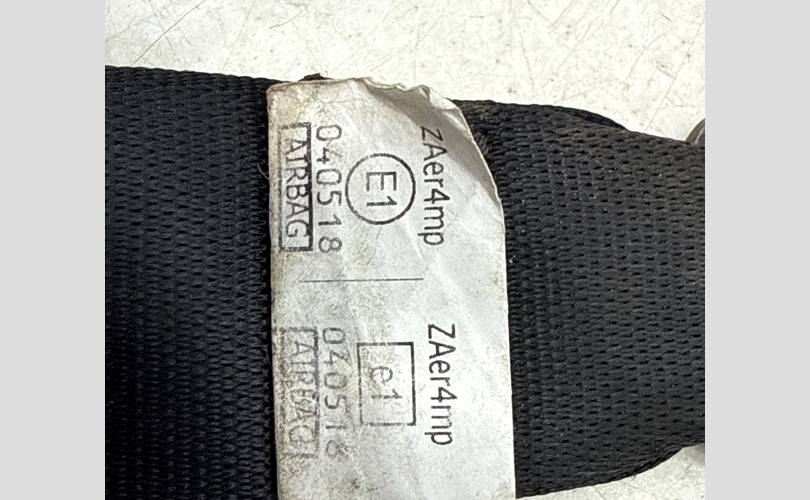 ZAer4mp
E1
040518
AIRBAG
ZAer4mp
e1
040518
AIRBAG